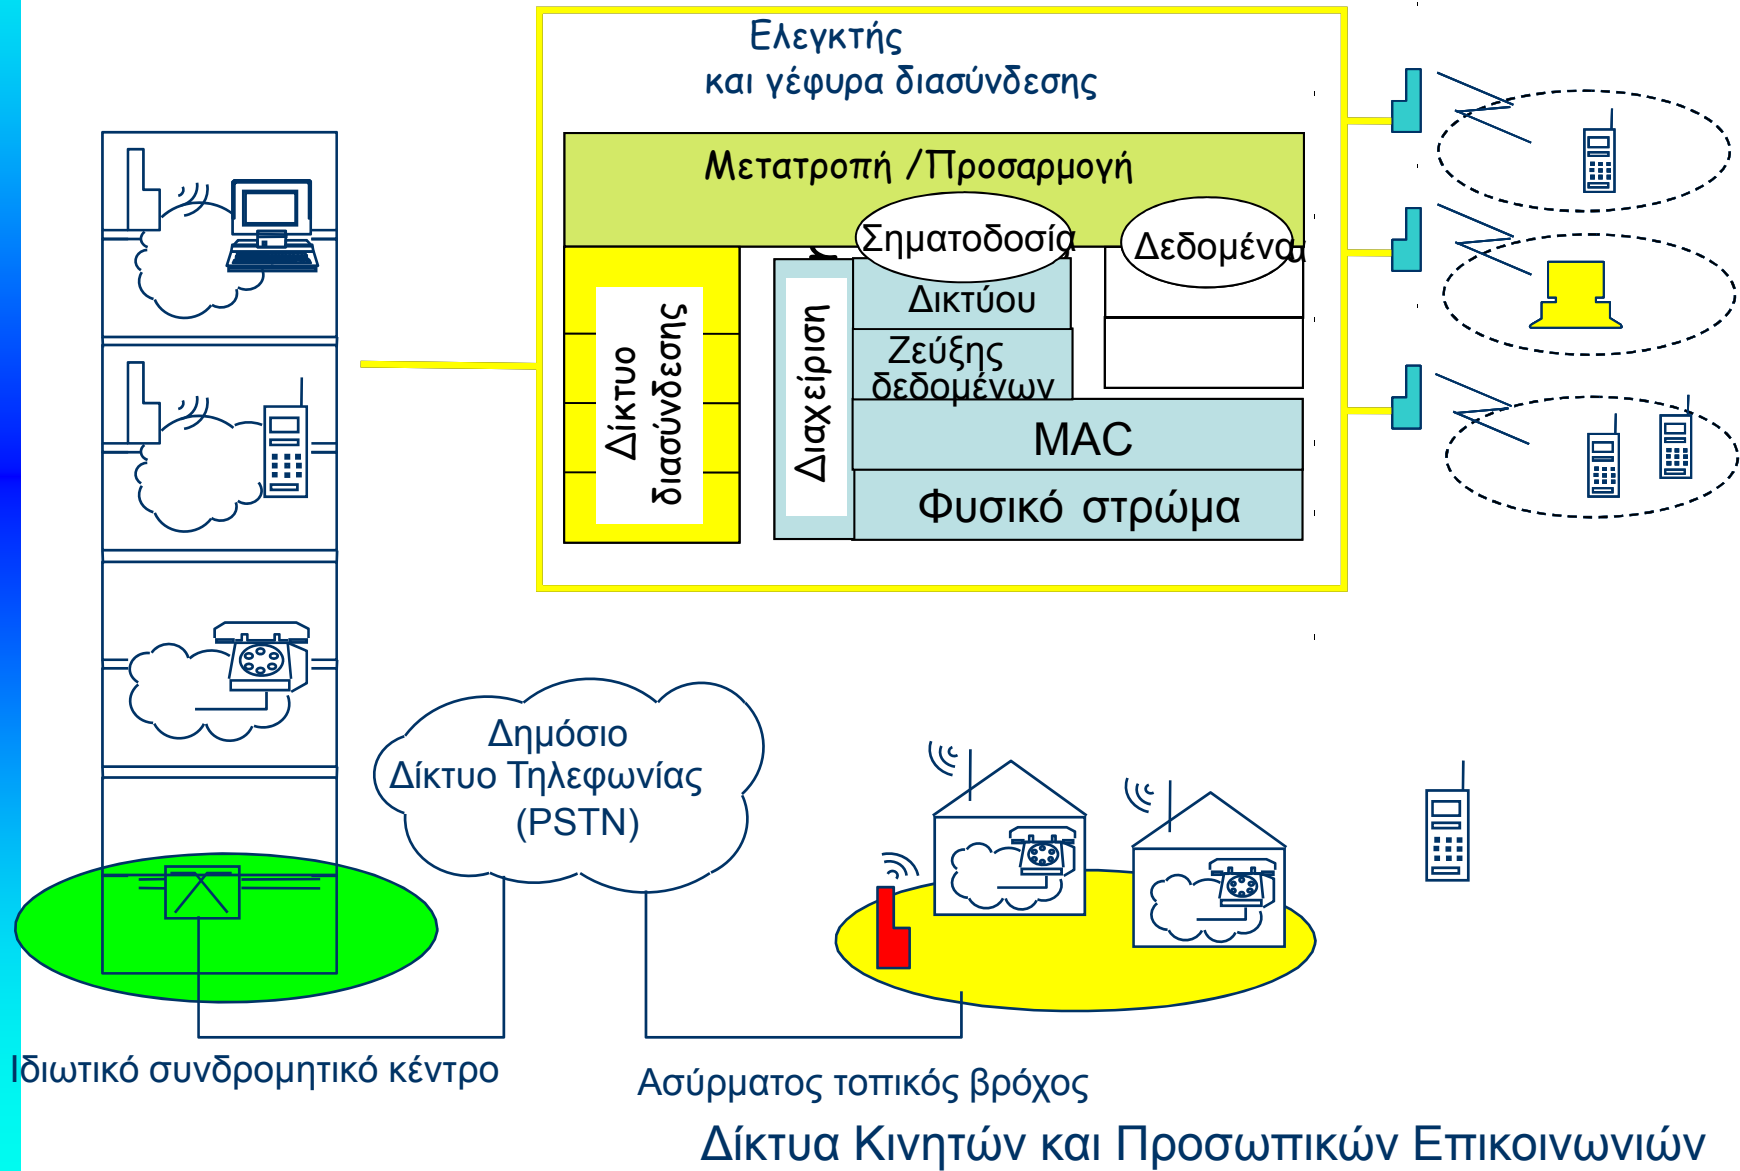 Ελεγκτής
και γέφυρα διασύνδεσης
Μετατροπή /Προσαρμογή
Σηματοδοσία
Δεδομένα
Δίκτυο
διασύνδεσης
Διαχείριση
Δικτύου
Ζεύξης
δεδομένων
MAC
Φυσικό στρώμα
Δημόσιο
Δίκτυο Τηλεφωνίας
(PSTN)
Ιδιωτικό συνδρομητικό κέντρο
Ασύρματος τοπικός βρόχος
Δίκτυα Κινητών και Προσωπικών Επικοινωνιών